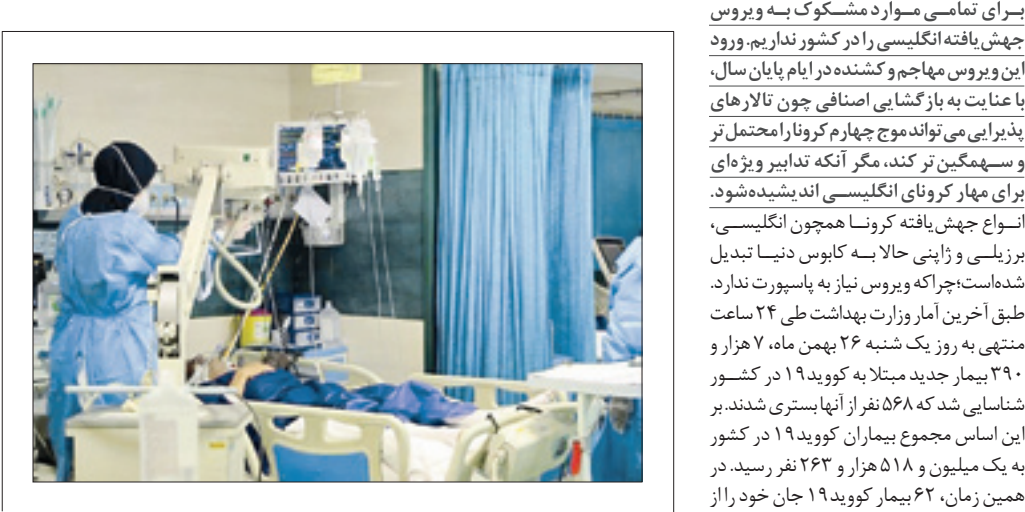 برای تمامی موارد مشکوک به ویروس
جهش‌یافته انگلیسی را در کشور نداریم. ورود
این ویروس مهاجم و کشنده در ایام پایان سال،
با عنایت به بازگشایی اصنافی چون تالارهای
پذیرایی می‌تواند موج چهارم کرونا را محتمل‌تر
و سهمگین‌تر کند، مگر آنکه تدابیر ویژه‌ای
برای مهار کرونای انگلیسی اندیشیده‌شود.
انواع جهش‌یافته کرونا همچون انگلیسی،
برزیلی و ژاپنی حالا به کابوس دنیا تبدیل
شده‌است؛چراکه ویروس نیاز به پاسپورت ندارد.
طبق آخرین آمار وزارت بهداشت طی ۲۴ ساعت
منتهی به روز یک شنبه ۲۶ بهمن ماه، ۷ هزار و
۳۹۰ بیمار جدید مبتلا به کووید۱۹ در کشور
شناسایی شد که ۵۶۸ نفر از آنها بستری شدند. بر
این اساس مجموع بیماران کووید۱۹ در کشور
به یک میلیون و ۵۱۸ هزار و ۲۶۳ نفر رسید. در
همین زمان، ۶۲ بیمار کووید۱۹ جان خود را از